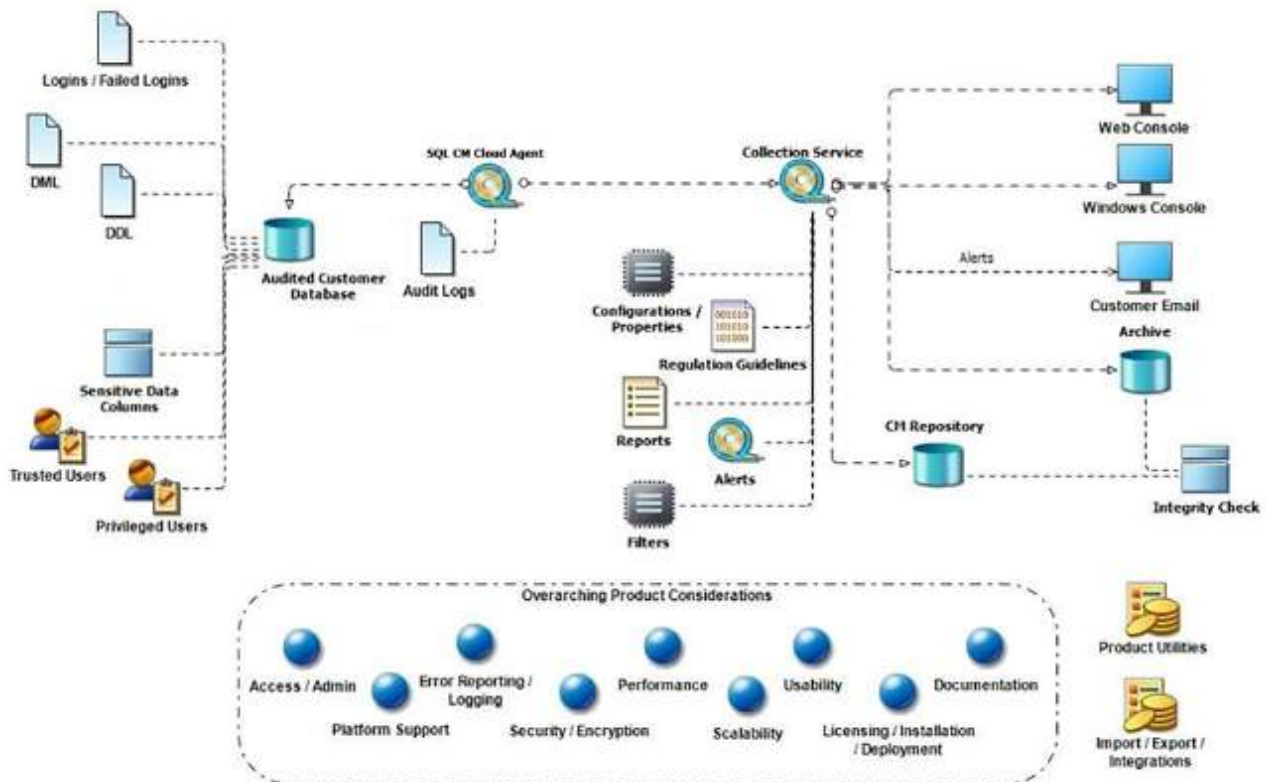 Logins / Failed Logins
DML
DDL
Audited Customer
Database
Sensitive Data
Columns
Trusted Users
Privileged Users
SQL CM Cloud Agent
Audit Logs
Collection Service
Configurations /
Properties
001010
101010
101000
Regulation Guidelines
Reports
Alerts
Filters
Web Console
Windows Console
Alerts
Customer Email
Archive
CM Repository
Integrity Check
Overarching Product Considerations
Access / Admin
Platform Support
Error Reporting /
Logging
Security / Encryption
Performance
Scalability
Usability
Licensing / Installation
/ Deployment
Documentation
Product Utilities
Import / Export /
Integrations